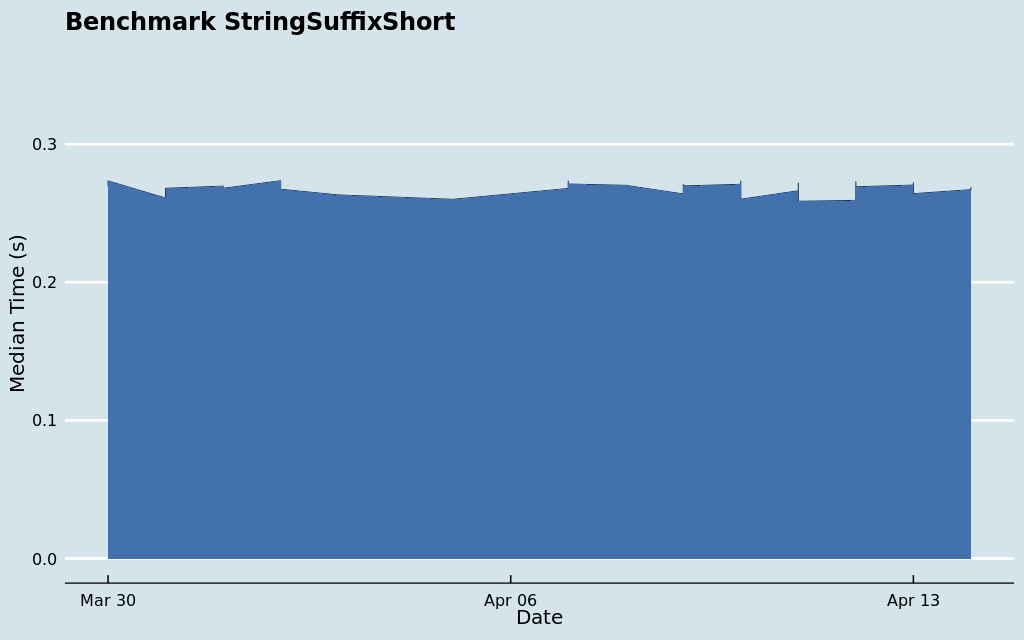 Benchmark StringSuffixShort
0.3
0.2
0.1
0.0
Median Time (s)
Mar 30
Apr 06
Apr 13
Date